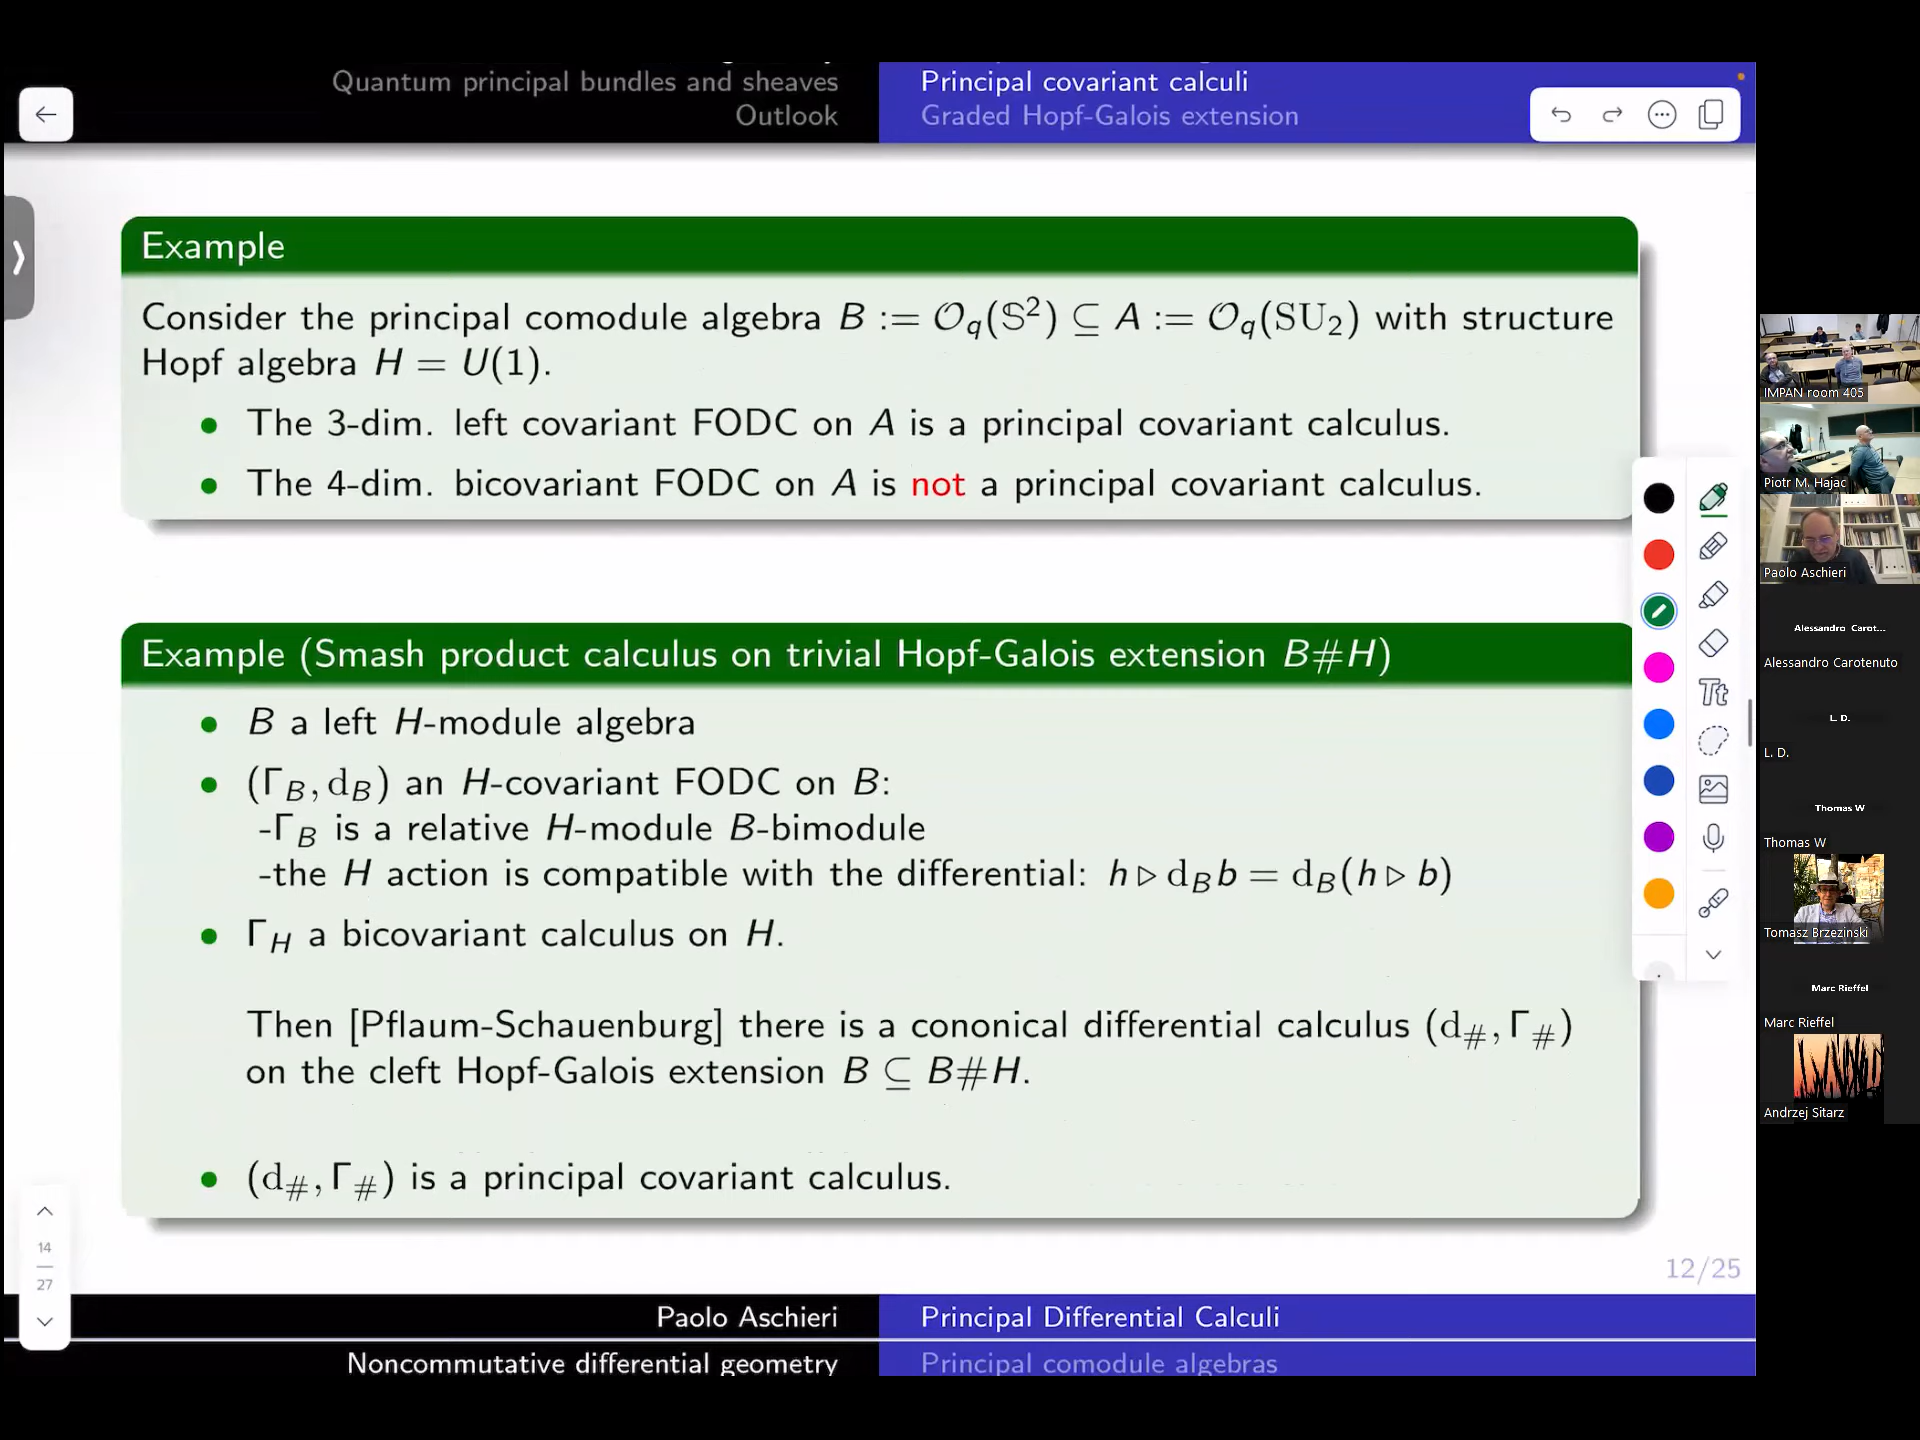 Quantum principal bundles and sheaves
Outlook
Principal covariant calculi
Graded Hopf-Galois extension
Example
Consider the principal comodule algebra B := 𝒪_q(𝕊²) ⊆ A := 𝒪_q(SU₂) with structure
Hopf algebra H = U(1).
• The 3-dim. left covariant FODC on A is a principal covariant calculus.
• The 4-dim. bicovariant FODC on A is not a principal covariant calculus.
Example (Smash product calculus on trivial Hopf-Galois extension B#H)
• B a left H-module algebra
• (Γ_B, d_B) an H-covariant FODC on B:
-Γ_B is a relative H-module B-bimodule
-the H action is compatible with the differential: h ▷ d_B b = d_B(h ▷ b)
• Γ_H a bicovariant calculus on H.
Then [Pflaum-Schauenburg] there is a cononical differential calculus (d_#, Γ_#)
on the cleft Hopf-Galois extension B ⊆ B#H.
• (d_#, Γ_#) is a principal covariant calculus.
12/25
Paolo Aschieri
Principal Differential Calculi
Noncommutative differential geometry
Principal comodule algebras
14
27
Tt
IMPAN room 405
Piotr M. Hajac
Paolo Aschieri
Alessandro Carot...
Alessandro Carotenuto
L. D.
L. D.
Thomas W
Thomas W
Tomasz Brzezinski
Marc Rieffel
Marc Rieffel
Andrzej Sitarz